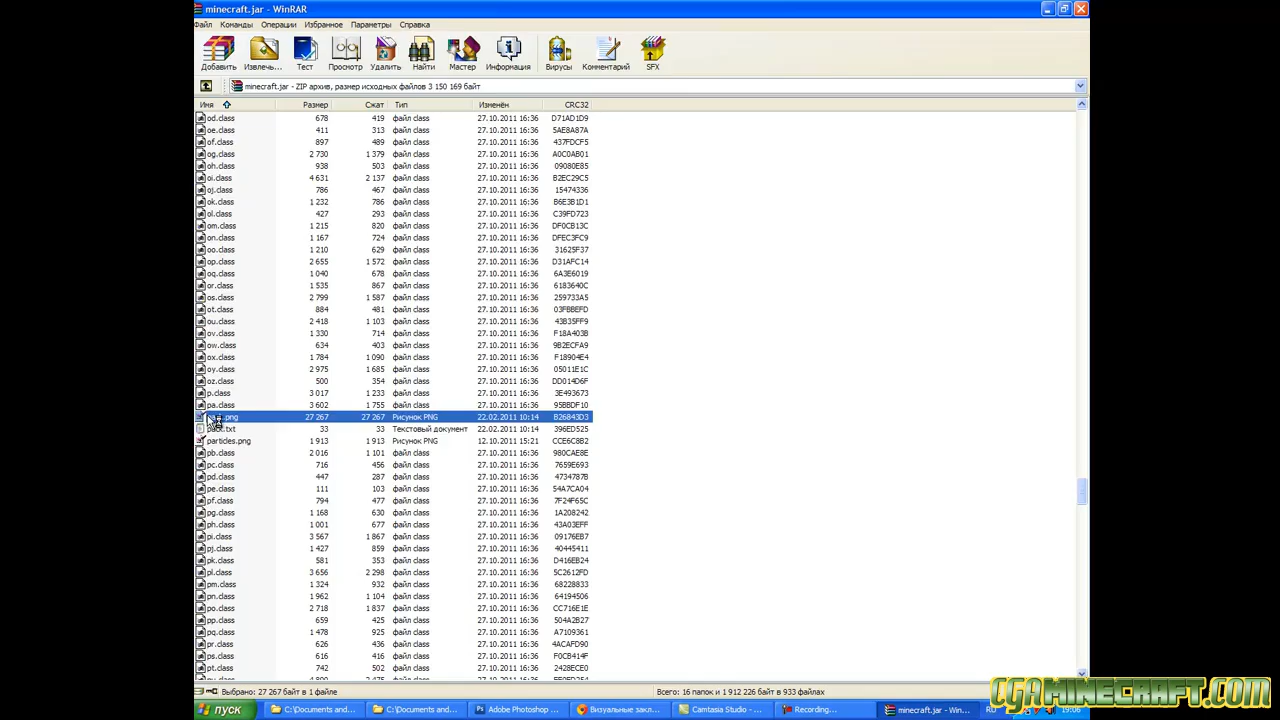 minecraft.jar - WinRAR
Файл Команды Операции Избранное Параметры Справка
Добавить Извлечь... Тест Просмотр Удалить Найти Мастер Информация Вирусы Комментарий SFX
minecraft.jar - ZIP архив, размер исходных файлов 3 150 169 байт
Имя Размер Сжат Тип Изменён CRC32
od.class 678 419 файл class 27.10.2011 16:36 D71AD1D9
oe.class 411 313 файл class 27.10.2011 16:36 5AE8A87A
of.class 897 489 файл class 27.10.2011 16:36 437FDCF5
og.class 2 730 1 379 файл class 27.10.2011 16:36 A0C0AB01
oh.class 938 503 файл class 27.10.2011 16:36 09080E85
oi.class 4 631 2 137 файл class 27.10.2011 16:36 B2EC29C5
oj.class 786 467 файл class 27.10.2011 16:36 15474336
ok.class 1 232 786 файл class 27.10.2011 16:36 B6E3B1D1
ol.class 427 293 файл class 27.10.2011 16:36 C39FD723
om.class 1 215 820 файл class 27.10.2011 16:36 DF0CB13C
on.class 1 167 724 файл class 27.10.2011 16:36 DFEC3FC9
oo.class 1 210 629 файл class 27.10.2011 16:36 31625F37
op.class 2 655 1 572 файл class 27.10.2011 16:36 D31AFC14
oq.class 1 040 678 файл class 27.10.2011 16:36 6A3E6019
or.class 1 535 867 файл class 27.10.2011 16:36 6183640C
os.class 2 799 1 587 файл class 27.10.2011 16:36 259733A5
ot.class 884 481 файл class 27.10.2011 16:36 03FBBEFD
ou.class 2 418 1 103 файл class 27.10.2011 16:36 43B35FF9
ov.class 1 330 714 файл class 27.10.2011 16:36 F18A403B
ow.class 634 403 файл class 27.10.2011 16:36 9B2ECFA9
ox.class 1 784 1 090 файл class 27.10.2011 16:36 F18904E4
oy.class 2 975 1 685 файл class 27.10.2011 16:36 05011E1C
oz.class 500 354 файл class 27.10.2011 16:36 DD014D6F
p.class 3 017 1 233 файл class 27.10.2011 16:36 3E493673
pa.class 3 602 1 755 файл class 27.10.2011 16:36 95BBDF10
.png 27 267 27 267 Рисунок PNG 22.02.2011 10:14 B26843D3
pack.txt 33 33 Текстовый документ 22.02.2011 10:14 396ED525
particles.png 1 913 1 913 Рисунок PNG 12.10.2011 15:21 CCE6C8B2
pb.class 2 016 1 101 файл class 27.10.2011 16:36 980CAE8E
pc.class 716 456 файл class 27.10.2011 16:36 7659E693
pd.class 447 287 файл class 27.10.2011 16:36 5734787B
pe.class 111 103 файл class 27.10.2011 16:36 54A7CA04
pf.class 794 477 файл class 27.10.2011 16:36 7F24F65C
pg.class 1 168 630 файл class 27.10.2011 16:36 1A208242
ph.class 1 001 677 файл class 27.10.2011 16:36 43A03EFF
pi.class 3 567 1 867 файл class 27.10.2011 16:36 09176EB7
pj.class 1 427 859 файл class 27.10.2011 16:36 40445411
pk.class 581 353 файл class 27.10.2011 16:36 D416EB24
pl.class 3 656 2 298 файл class 27.10.2011 16:36 5C2612FD
pm.class 1 324 932 файл class 27.10.2011 16:36 68228833
pn.class 1 962 1 104 файл class 27.10.2011 16:36 64194506
po.class 2 718 1 837 файл class 27.10.2011 16:36 CC716E1E
pp.class 659 425 файл class 27.10.2011 16:36 504A2B27
pq.class 1 478 925 файл class 27.10.2011 16:36 A7109361
pr.class 626 436 файл class 27.10.2011 16:36 4ACAFD90
ps.class 616 416 файл class 27.10.2011 16:36 F0CB414F
pt.class 742 502 файл class 27.10.2011 16:36 2428ECE0
Выбрано: 27 267 байт в 1 файле Всего: 16 папок и 1 912 226 байт в 933 файлах
пуск C:\Documents and... C:\Documents and... Adobe Photoshop ... Визуальные закл... Camtasia Studio - ... Recording... minecraft.jar - Win... RU 19:06
CGAMINECRAFT.COM